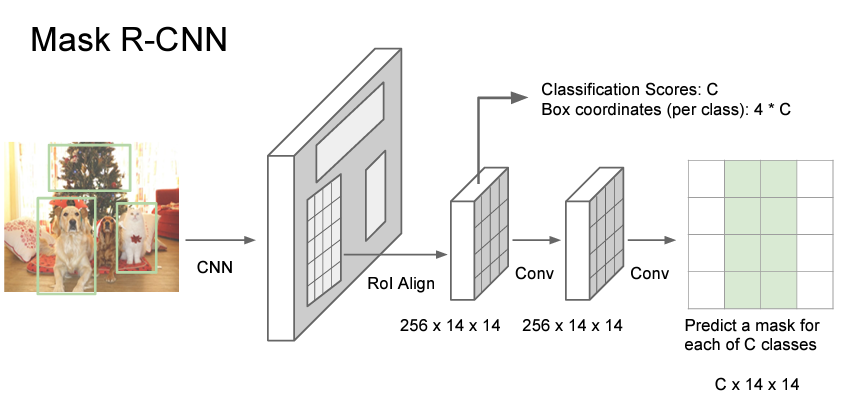 Mask R-CNN
Classification Scores: C
Box coordinates (per class): 4 * C
CNN
RoI Align
Conv
Conv
256 x 14 x 14
256 x 14 x 14
Predict a mask for
each of C classes
C x 14 x 14